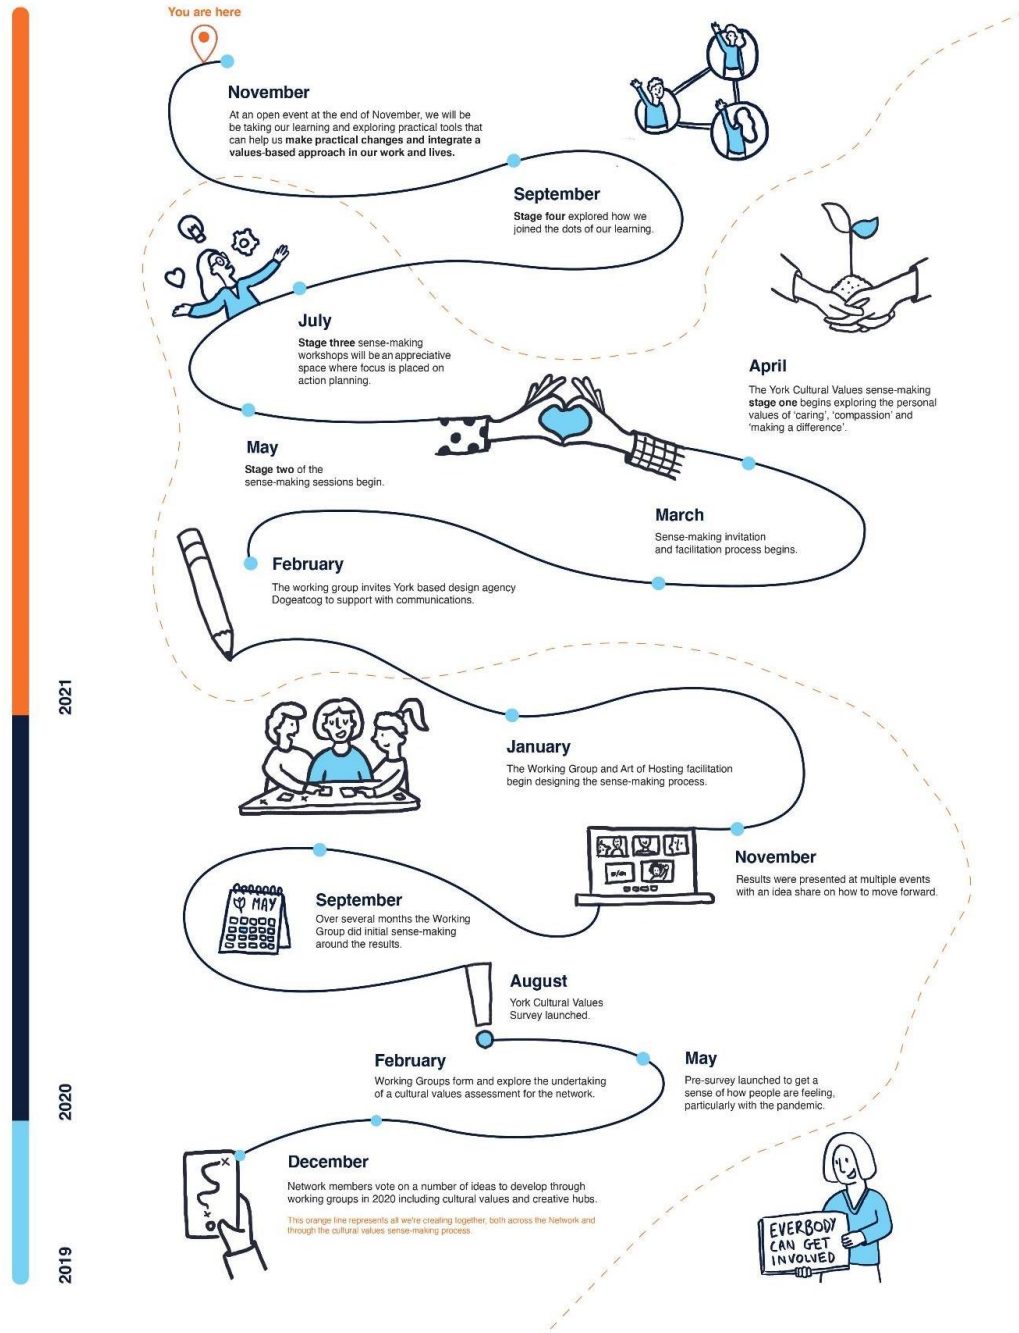 You are here
November
At an open event at the end of November, we will be
be taking our learning and exploring practical tools that
can help us make practical changes and integrate a
values-based approach in our work and lives.
September
Stage four explored how we
joined the dots of our learning.
July
Stage three sense-making
workshops will be an appreciative
space where focus is placed on
action planning.
April
The York Cultural Values sense-making
stage one begins exploring the personal
values of ‘caring’, ‘compassion’ and
‘making a difference’.
May
Stage two of the
sense-making sessions begin.
March
Sense-making invitation
and facilitation process begins.
February
The working group invites York based design agency
Dogeatcog to support with communications.
2021
January
The Working Group and Art of Hosting facilitation
begin designing the sense-making process.
November
Results were presented at multiple events
with an idea share on how to move forward.
MAY
September
Over several months the Working
Group did initial sense-making
around the results.
August
York Cultural Values
Survey launched.
February
Working Groups form and explore the undertaking
of a cultural values assessment for the network.
May
Pre-survey launched to get a
sense of how people are feeling,
particularly with the pandemic.
2020
December
Network members vote on a number of ideas to develop through
working groups in 2020 including cultural values and creative hubs.
This orange line represents all we're creating together, both across the Network and
through the cultural values sense-making process.
EVERBODY
CAN GET
INVOLVED
2019